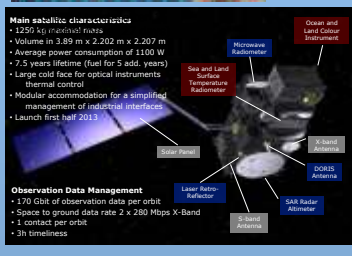 Main satellite characteristics
• 1250 kg maximal mass
• Volume in 3.89 m x 2.202 m x 2.207 m
• Average power consumption of 1100 W
• 7.5 years lifetime (fuel for 5 add. years)
• Large cold face for optical instruments
thermal control
• Modular accommodation for a simplified
management of industrial interfaces
• Launch first half 2013
Ocean and
Land Colour
Instrument
Microwave
Radiometer
Sea and Land
Surface
Temperature
Radiometer
Solar Panel
X-band
Antenna
DORIS
Antenna
Laser Retro-
Reflector
SAR Radar
Altimeter
S-band
Antenna
Observation Data Management
• 170 Gbit of observation data per orbit
• Space to ground data rate 2 x 280 Mbps X-Band
• 1 contact per orbit
• 3h timeliness